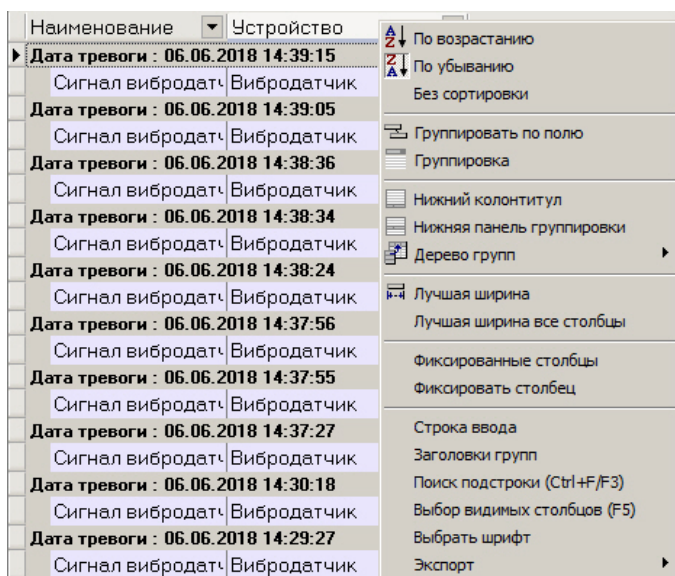 Наименование Устройство
Дата тревоги : 06.06.2018 14:39:15
Сигнал вибродатч Вибродатчик
Дата тревоги : 06.06.2018 14:39:05
Сигнал вибродатч Вибродатчик
Дата тревоги : 06.06.2018 14:38:36
Сигнал вибродатч Вибродатчик
Дата тревоги : 06.06.2018 14:38:34
Сигнал вибродатч Вибродатчик
Дата тревоги : 06.06.2018 14:38:24
Сигнал вибродатч Вибродатчик
Дата тревоги : 06.06.2018 14:37:56
Сигнал вибродатч Вибродатчик
Дата тревоги : 06.06.2018 14:37:55
Сигнал вибродатч Вибродатчик
Дата тревоги : 06.06.2018 14:37:27
Сигнал вибродатч Вибродатчик
Дата тревоги : 06.06.2018 14:30:18
Сигнал вибродатч Вибродатчик
Дата тревоги : 06.06.2018 14:29:27
Сигнал вибродатч Вибродатчик
По возрастанию
По убыванию
Без сортировки
Группировать по полю
Группировка
Нижний колонтитул
Нижняя панель группировки
Дерево групп
Лучшая ширина
Лучшая ширина все столбцы
Фиксированные столбцы
Фиксировать столбец
Строка ввода
Заголовки групп
Поиск подстроки (Ctrl+F/F3)
Выбор видимых столбцов (F5)
Выбрать шрифт
Экспорт